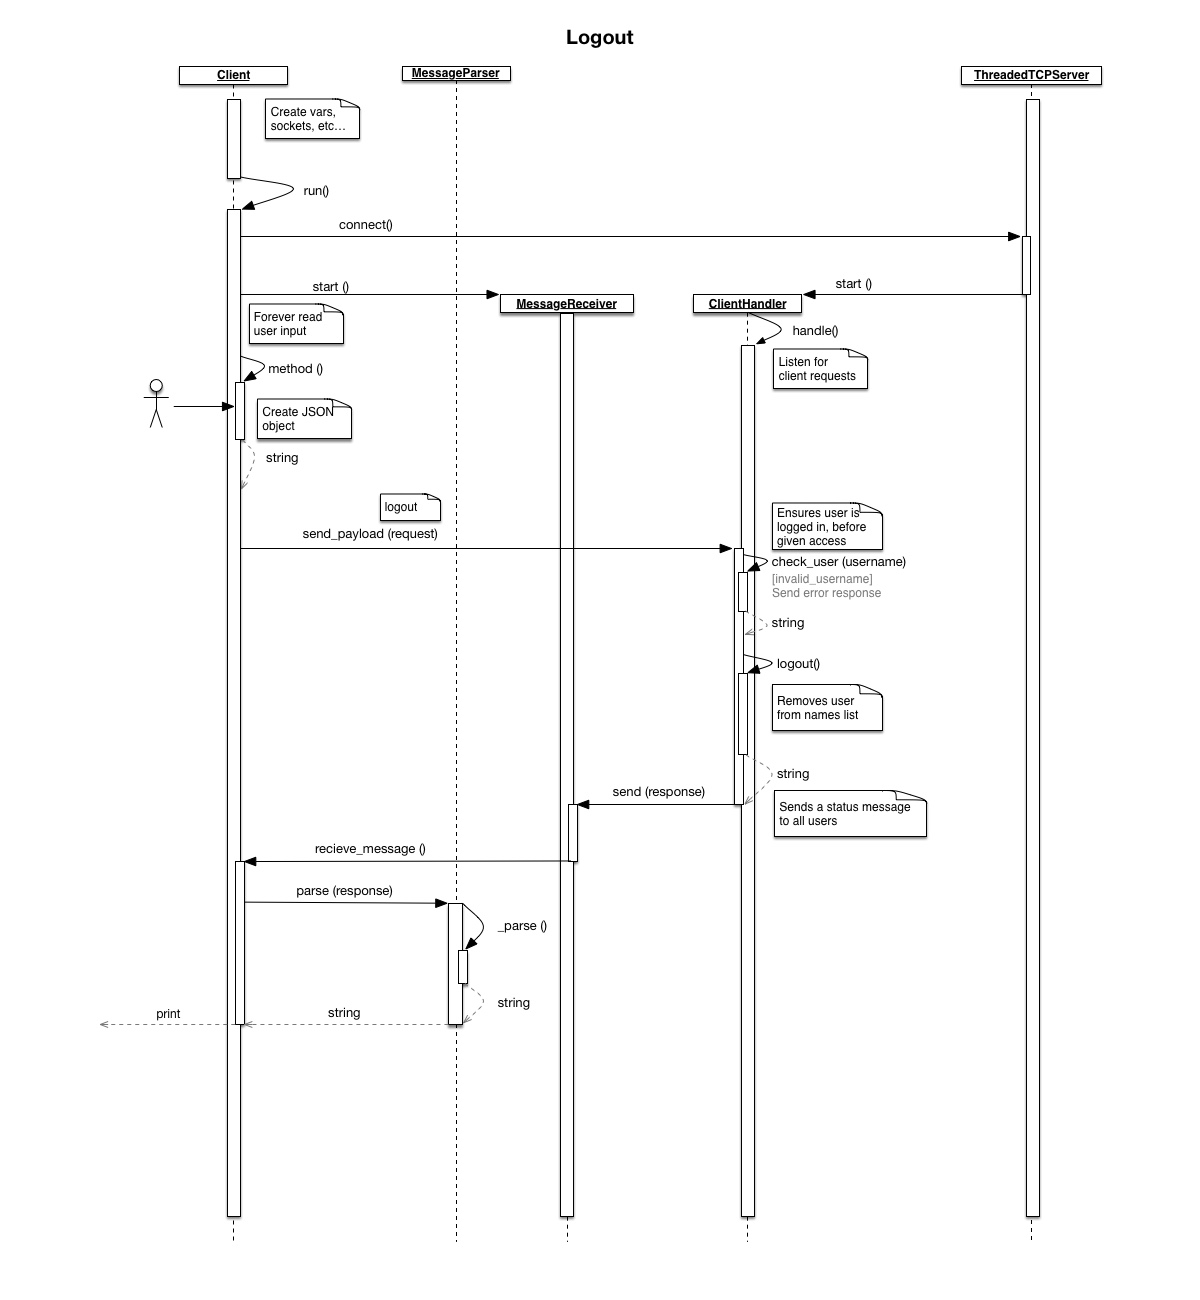 Logout
Client
MessageParser
ThreadedTCPServer
Create vars,
sockets, etc...
run()
connect()
start ()
start ()
MessageReceiver
ClientHandler
Forever read
user input
handle()
Listen for
client requests
method ()
Create JSON
object
string
logout
send_payload (request)
Ensures user is
logged in, before
given access
check_user (username)
[invalid_username]
Send error response
string
logout()
Removes user
from names list
string
send (response)
Sends a status message
to all users
recieve_message ()
parse (response)
_parse ()
string
string
print